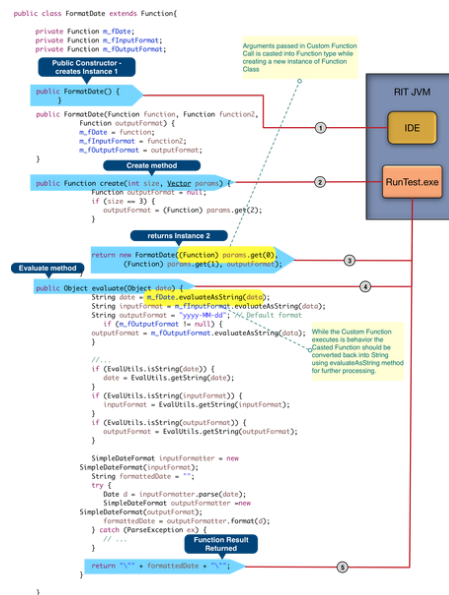 public class FormatDate extends Function{
private Function m_fDate;
private Function m_fInputFormat;
private Function m_fOutputFormat;
Public Constructor -
creates Instance 1
public FormatDate() {
}
public FormatDate(Function function, Function function2,
Function outputFormat) {
m_fDate = function;
m_fInputFormat = function2;
m_fOutputFormat = outputFormat;
}
Create method
public Function create(int size, Vector params) {
Function outputFormat = null;
if (size == 3) {
outputFormat = (Function) params.get(2);
}
returns Instance 2
return new FormatDate((Function) params.get(0),
(Function) params.get(1), outputFormat);
Evaluate method
public Object evaluate(Object data) {
String date = m_fDate.evaluateAsString(data);
String inputFormat = m_fInputFormat.evaluateAsString(data);
String outputFormat = "yyyy-MM-dd"; // Default format
if (m_fOutputFormat != null) {
outputFormat = m_fOutputFormat.evaluateAsString(data);
}
//...
if (EvalUtils.isString(date)) {
date = EvalUtils.getString(date);
}
if (EvalUtils.isString(inputFormat)) {
inputFormat = EvalUtils.getString(inputFormat);
}
if (EvalUtils.isString(outputFormat)) {
outputFormat = EvalUtils.getString(outputFormat);
}
SimpleDateFormat inputFormatter = new
SimpleDateFormat(inputFormat);
String formattedDate = "";
try {
Date d = inputFormatter.parse(date);
SimpleDateFormat outputFormatter =new
SimpleDateFormat(outputFormat);
formattedDate = outputFormatter.format(d);
} catch (ParseException ex) {
// ...
}
Function Result
Returned
return "\"" + formattedDate + "\"";
}
}
Arguments passed in Custom Function
Call is casted into Function type while
creating a new instance of Function
Class
While the Custom Function
executes is behavior the
Casted Function should be
converted back into String
using evaluateAsString method
for further processing.
RIT JVM
IDE
RunTest.exe
1
2
3
4
5